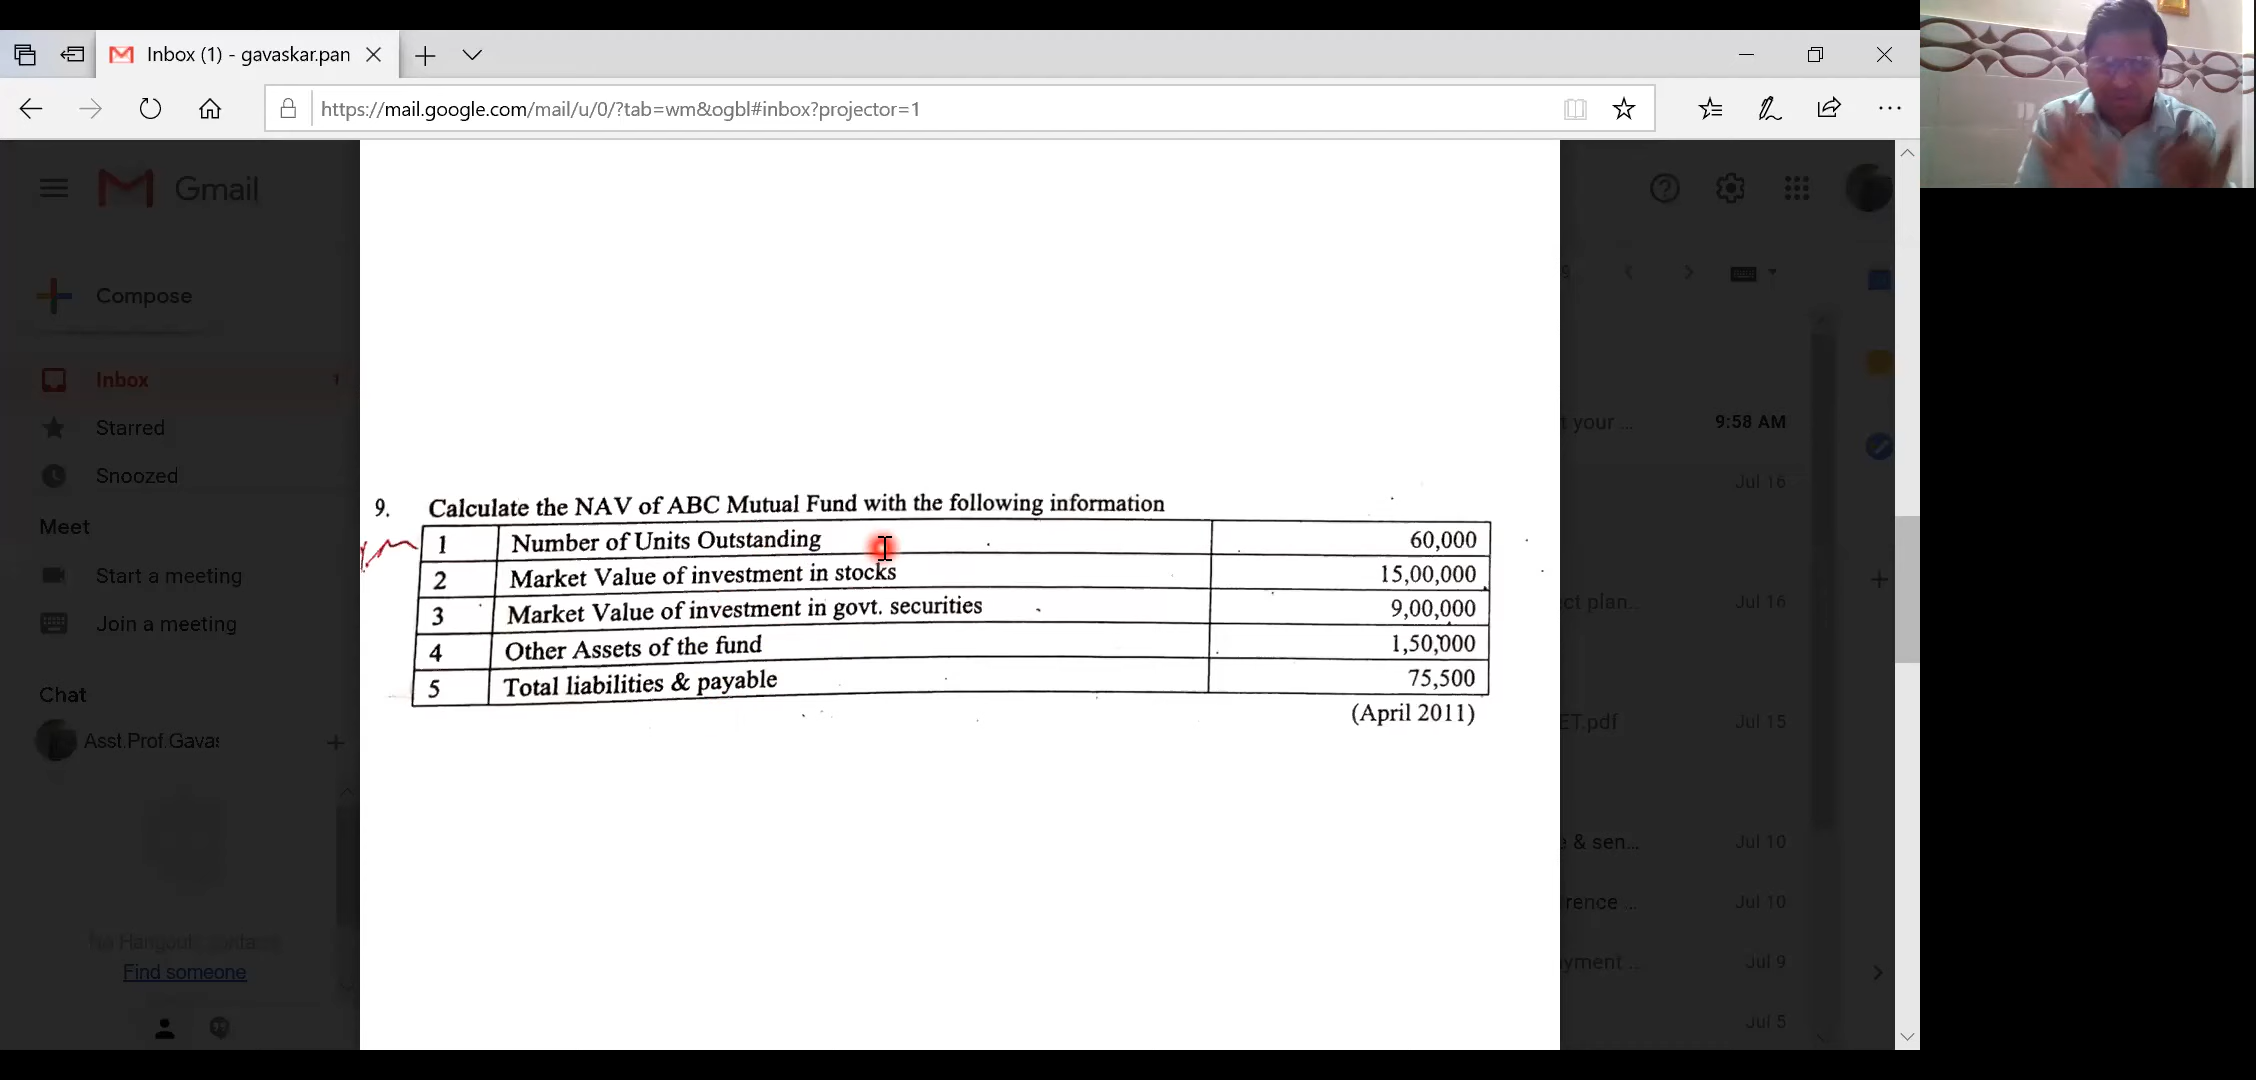 Inbox (1) - gavaskar.pan
https://mail.google.com/mail/u/0/?tab=wm&ogbl#inbox?projector=1
Gmail
Compose
Inbox 1
Starred
Snoozed
Meet
Start a meeting
Join a meeting
Chat
Asst.Prof.Gava
Find someone
9. Calculate the NAV of ABC Mutual Fund with the following information
1 Number of Units Outstanding 60,000
2 Market Value of investment in stocks 15,00,000
3 Market Value of investment in govt. securities 9,00,000
4 Other Assets of the fund 1,50,000
5 Total liabilities & payable 75,500
(April 2011)
your ... 9:58 AM
Jul 16
ct plan.. Jul 16
ET.pdf Jul 15
& sen... Jul 10
rence ... Jul 10
yment ... Jul 9
Jul 5